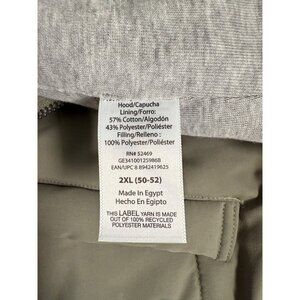 Hood/Capucha
Lining/Forro:
57% Cotton/Algodón
43% Polyester/Poliéster
Filling/Relleno :
100% Polyester/Poliéster
RN# 52469
GE341001259868
EAN/UPC 8 8942419625
2XL (50-52)
Made In Egypt
Hecho En Egipto
This LABEL YARN IS MADE
OUT OF 100% RECYCLED
POLYESTER MATERIALS